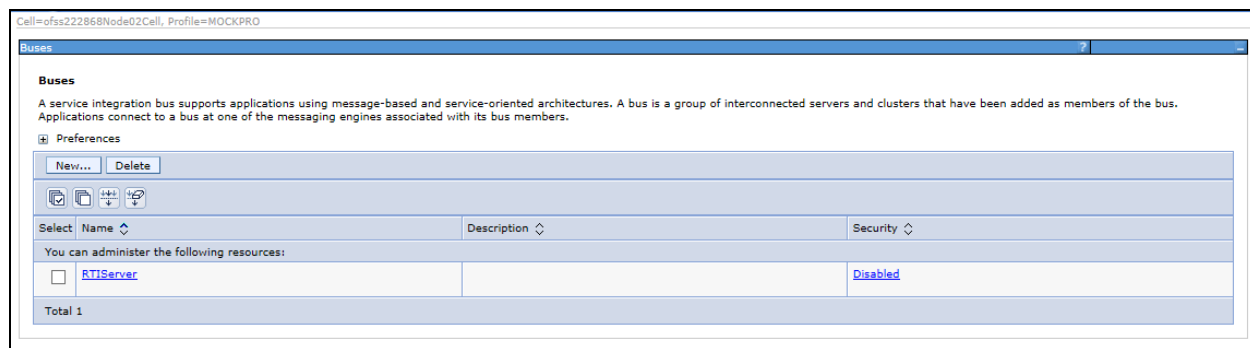 Cell=ofss222868Node02Cell, Profile=MOCKPRO
Buses ? _
Buses
A service integration bus supports applications using message-based and service-oriented architectures. A bus is a group of interconnected servers and clusters that have been added as members of the bus.
Applications connect to a bus at one of the messaging engines associated with its bus members.
Preferences
New... Delete
Select Name Description Security
You can administer the following resources:
RTIServer Disabled
Total 1